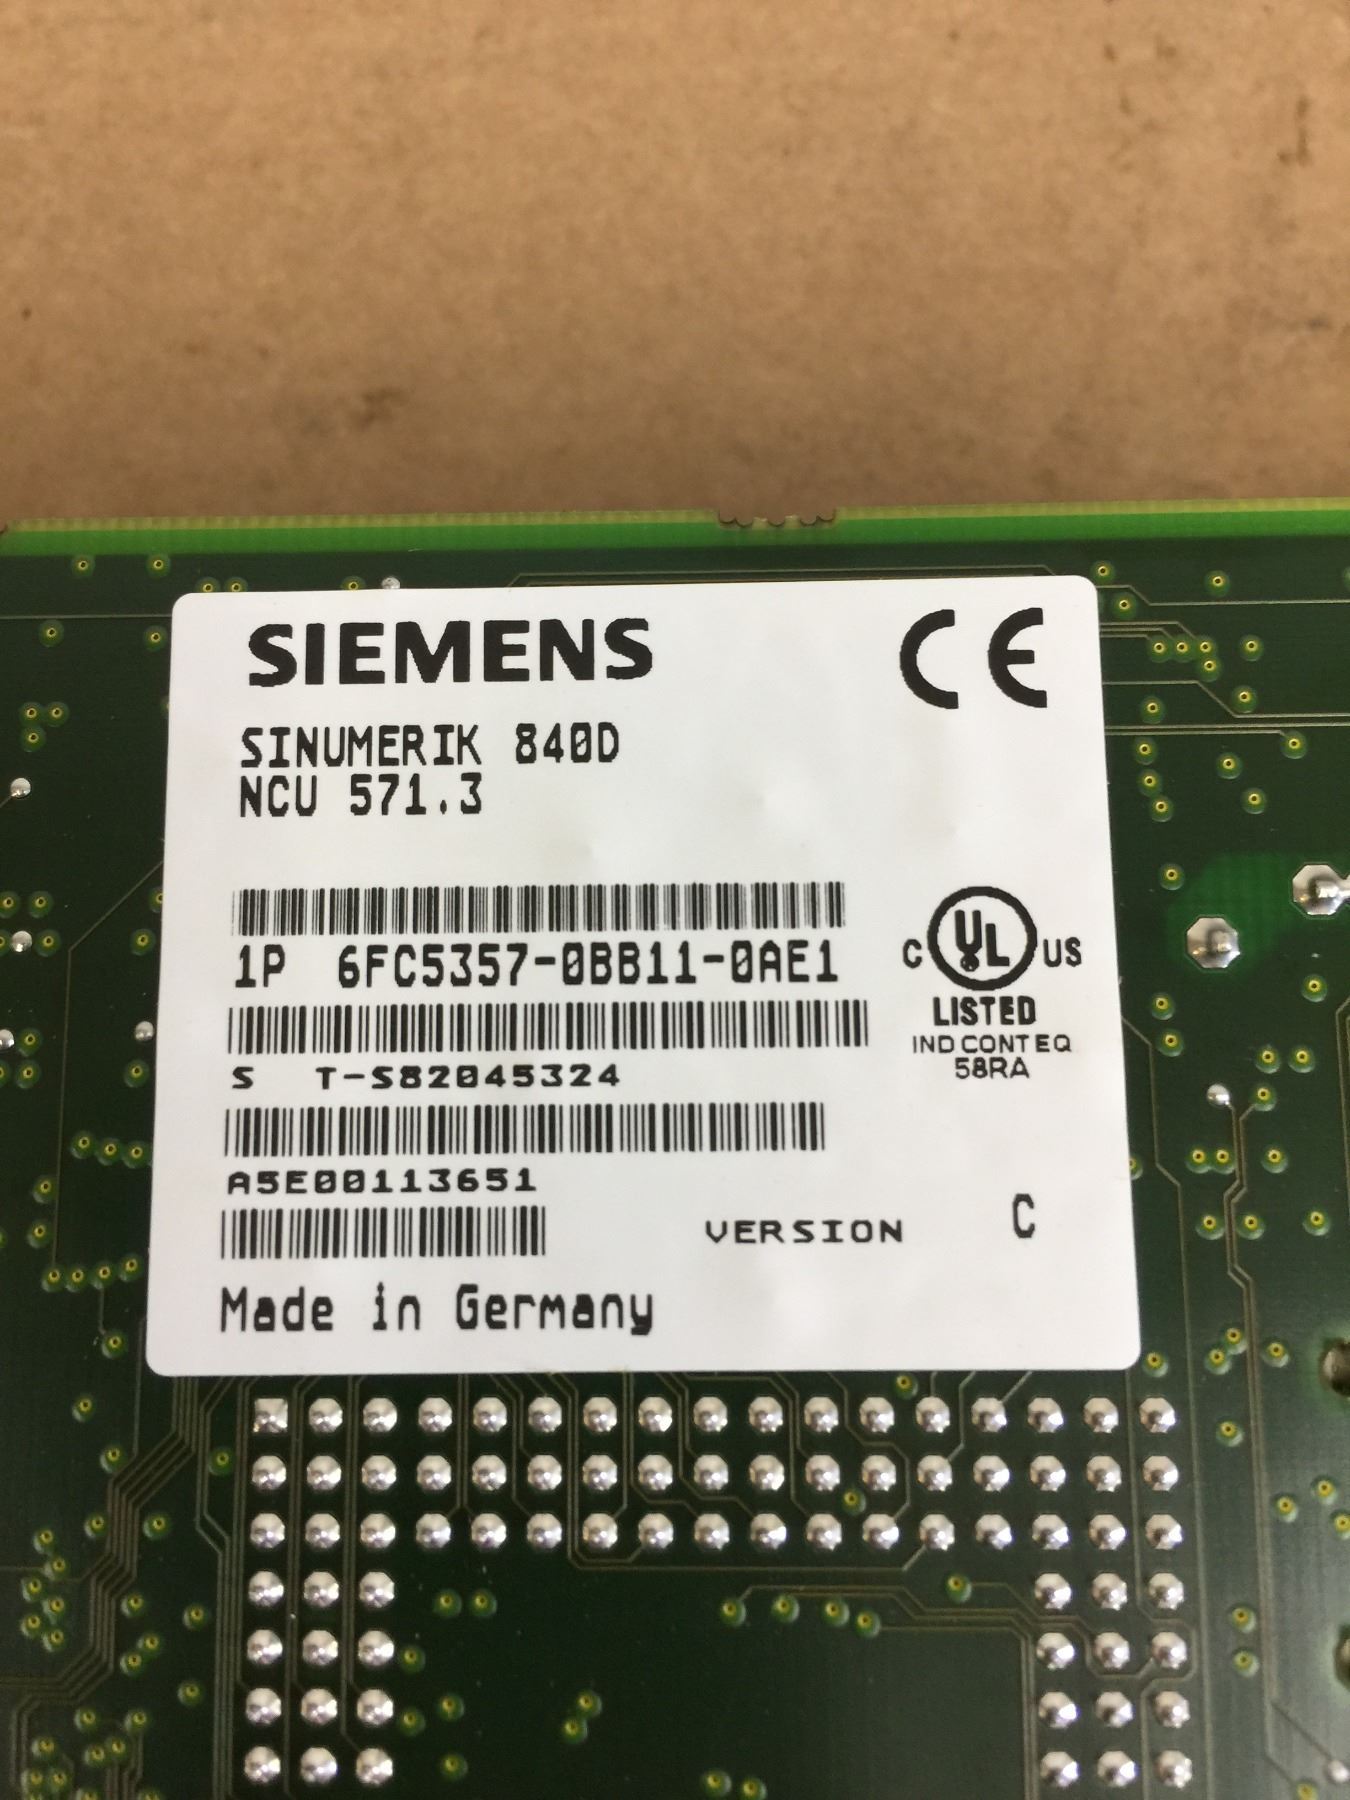 SIEMENS
CE
SINUMERIK 840D
NCU 571.3
1P 6FC5357-0BB11-0AE1
C UL US
LISTED
IND CONT EQ
58RA
S T-S82045324
A5E00113651
VERSION C
Made in Germany